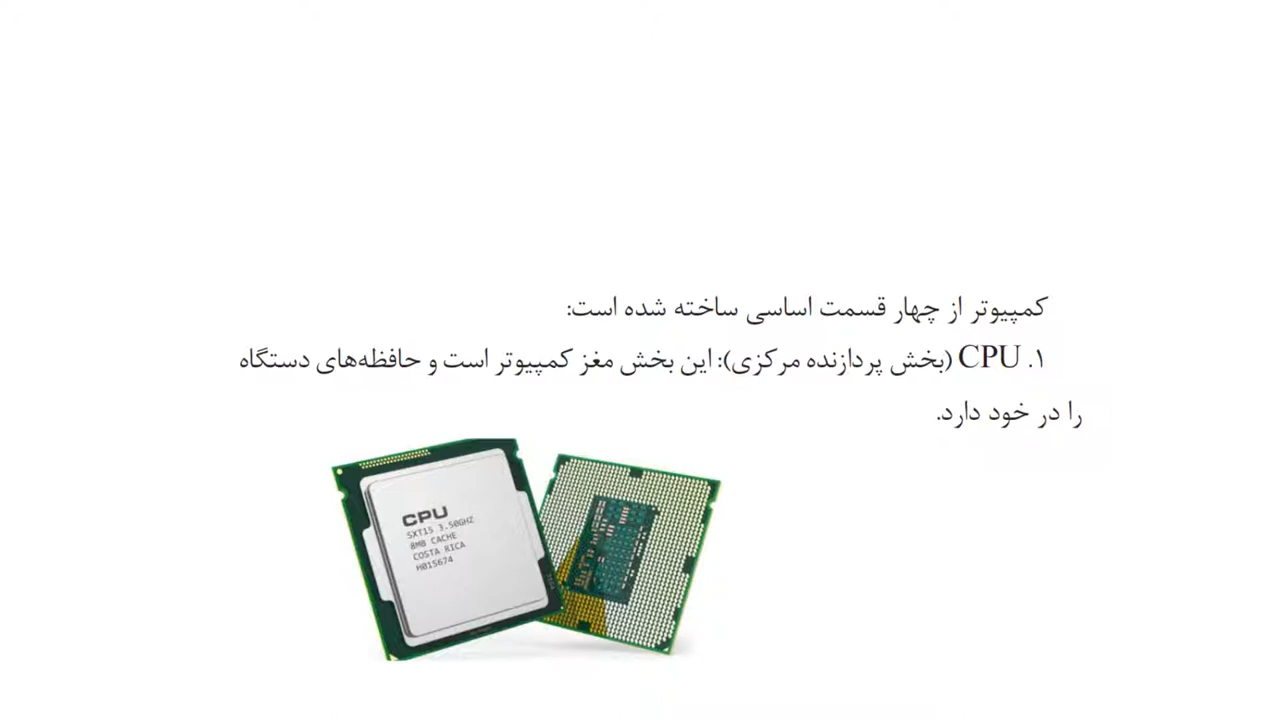 کمپیوتر از چهار قسمت اساسی ساخته شده است:
۱. CPU (بخش پردازنده مرکزی): این بخش مغز کمپیوتر است و حافظه‌های دستگاه
را در خود دارد.
CPU
SXT15 3.50GHZ
8MB CACHE
COSTA RICA
H015674